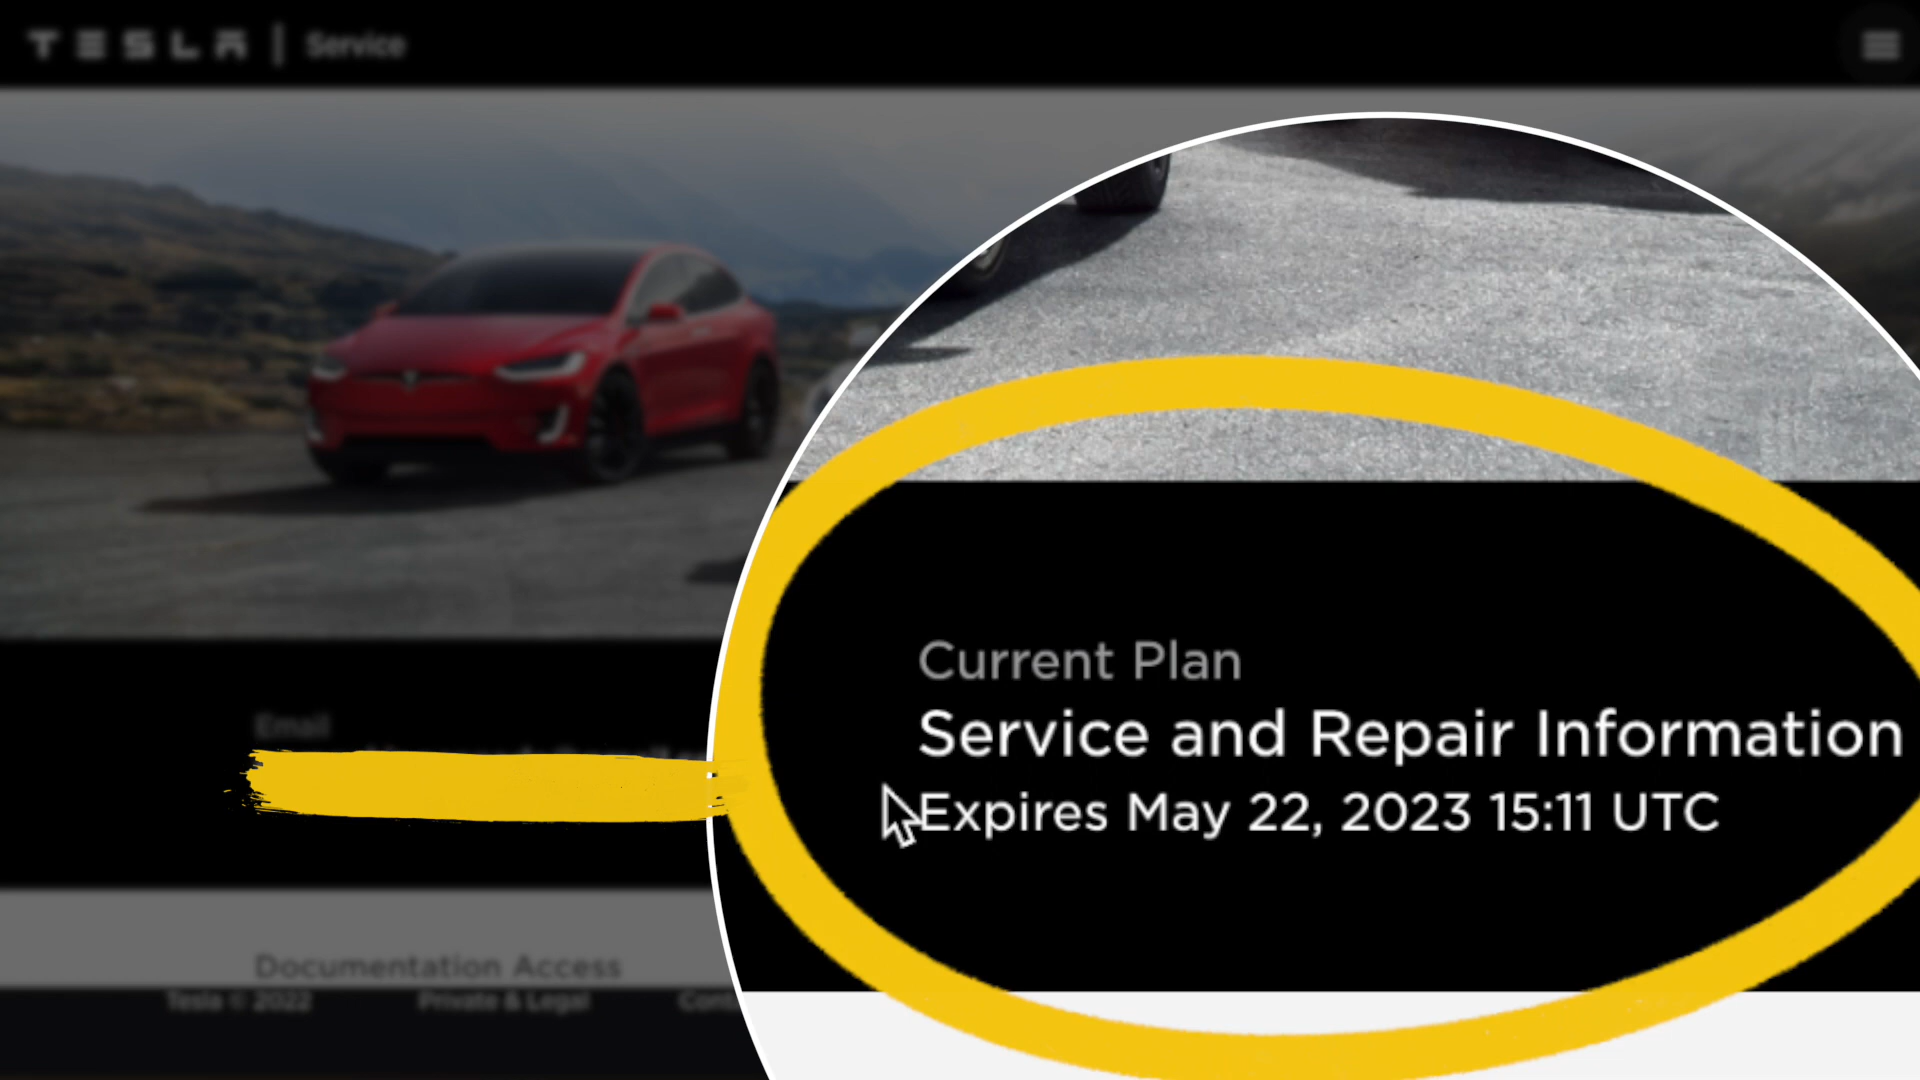 TESLA | Service
Current Plan
Service and Repair Information
Expires May 22, 2023 15:11 UTC
Email
Documentation Access
Tesla © 2022 Private & Legal